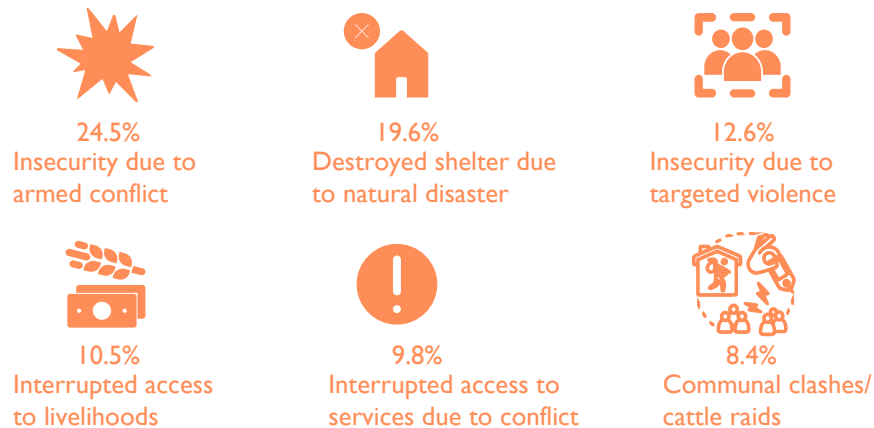 24.5%
Insecurity due to
armed conflict
19.6%
Destroyed shelter due
to natural disaster
12.6%
Insecurity due to
targeted violence
10.5%
Interrupted access
to livelihoods
9.8%
Interrupted access to
services due to conflict
8.4%
Communal clashes/
cattle raids